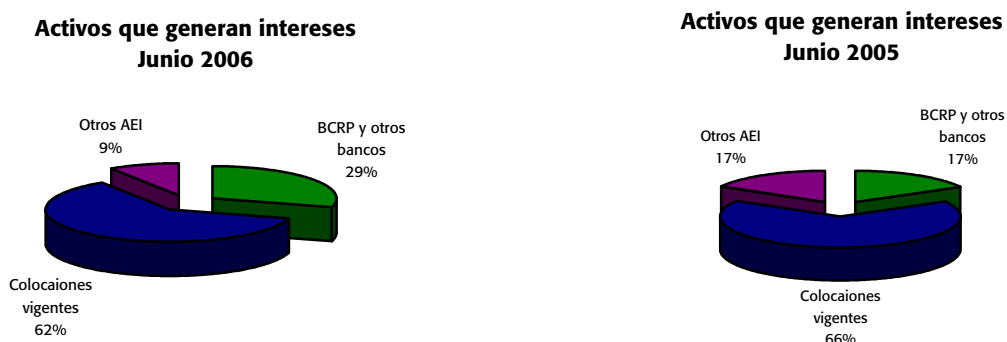 Activos que generan intereses
Junio 2006
Otros AEI
9%
BCRP y otros
bancos
29%
Colocaiones
vigentes
62%
Activos que generan intereses
Junio 2005
Otros AEI
17%
BCRP y otros
bancos
17%
Colocaiones
vigentes
66%